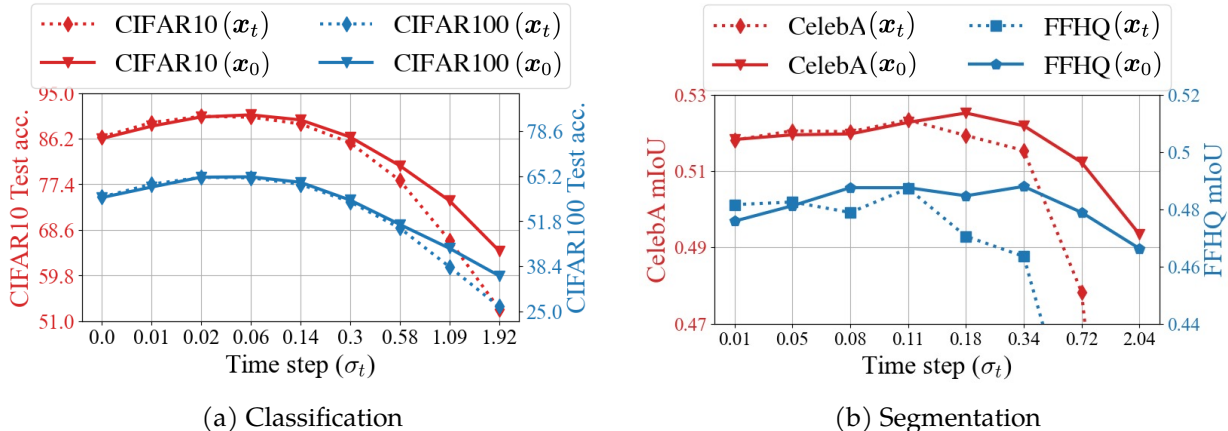 CIFAR10 (x_t) CIFAR100 (x_t)
CIFAR10 (x_0) CIFAR100 (x_0)
CIFAR10 Test acc.
95.0
86.2
77.4
68.6
59.8
51.0
78.6
65.2
51.8
38.4
25.0
CIFAR100 Test acc.
0.0 0.01 0.02 0.06 0.14 0.3 0.58 1.09 1.92
Time step (σ_t)
(a) Classification
CelebA(x_t) FFHQ(x_t)
CelebA(x_0) FFHQ(x_0)
CelebA mIoU
0.53
0.51
0.49
0.47
0.52
0.50
0.48
0.46
0.44
FFHQ mIoU
0.01 0.05 0.08 0.11 0.18 0.34 0.72 2.04
Time step (σ_t)
(b) Segmentation